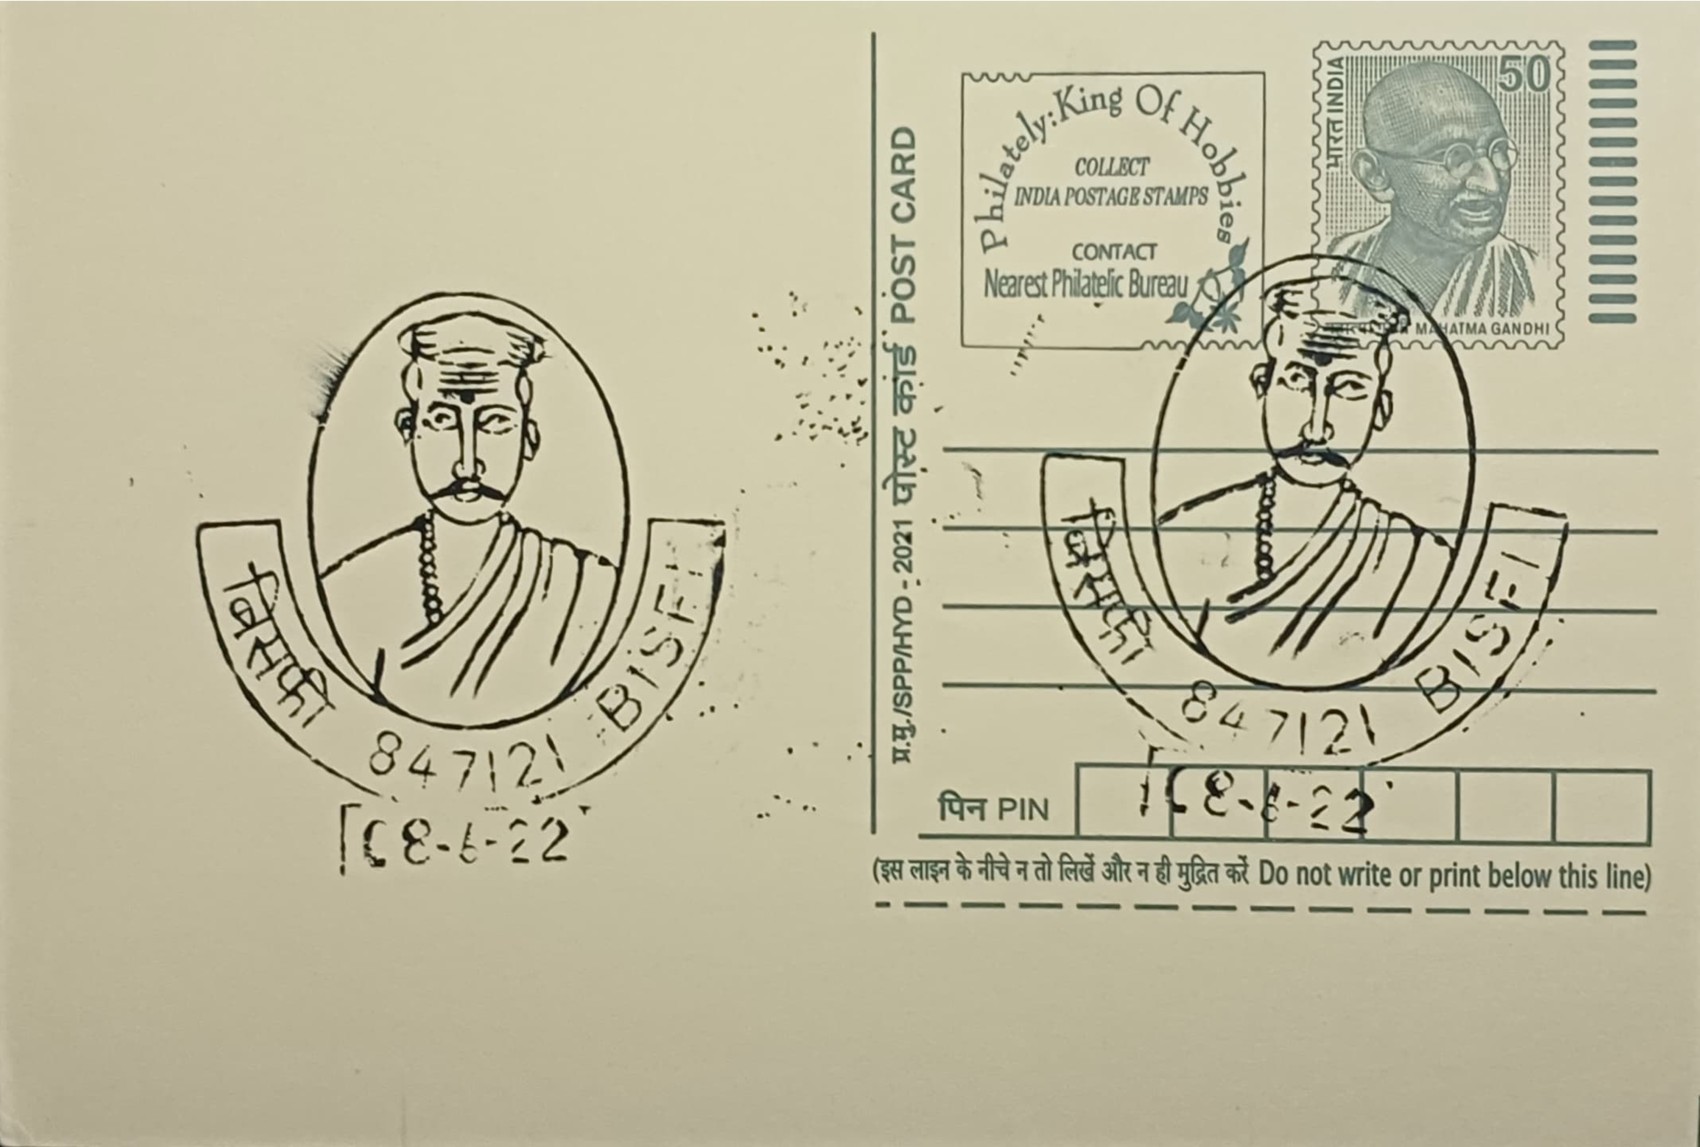 बिसफी 847121 BISFI
08-6-22
प्र.मु./SPP/HYD - 2021 पोस्ट कार्ड POST CARD
Philately:King Of Hobbies
COLLECT
INDIA POSTAGE STAMPS
CONTACT
Nearest Philatelic Bureau
भारत INDIA
50
MAHATMA GANDHI
बिसफी 847121 BISFI
08-6-22
पिन PIN
(इस लाइन के नीचे न तो लिखें और न ही मुद्रित करें Do not write or print below this line)